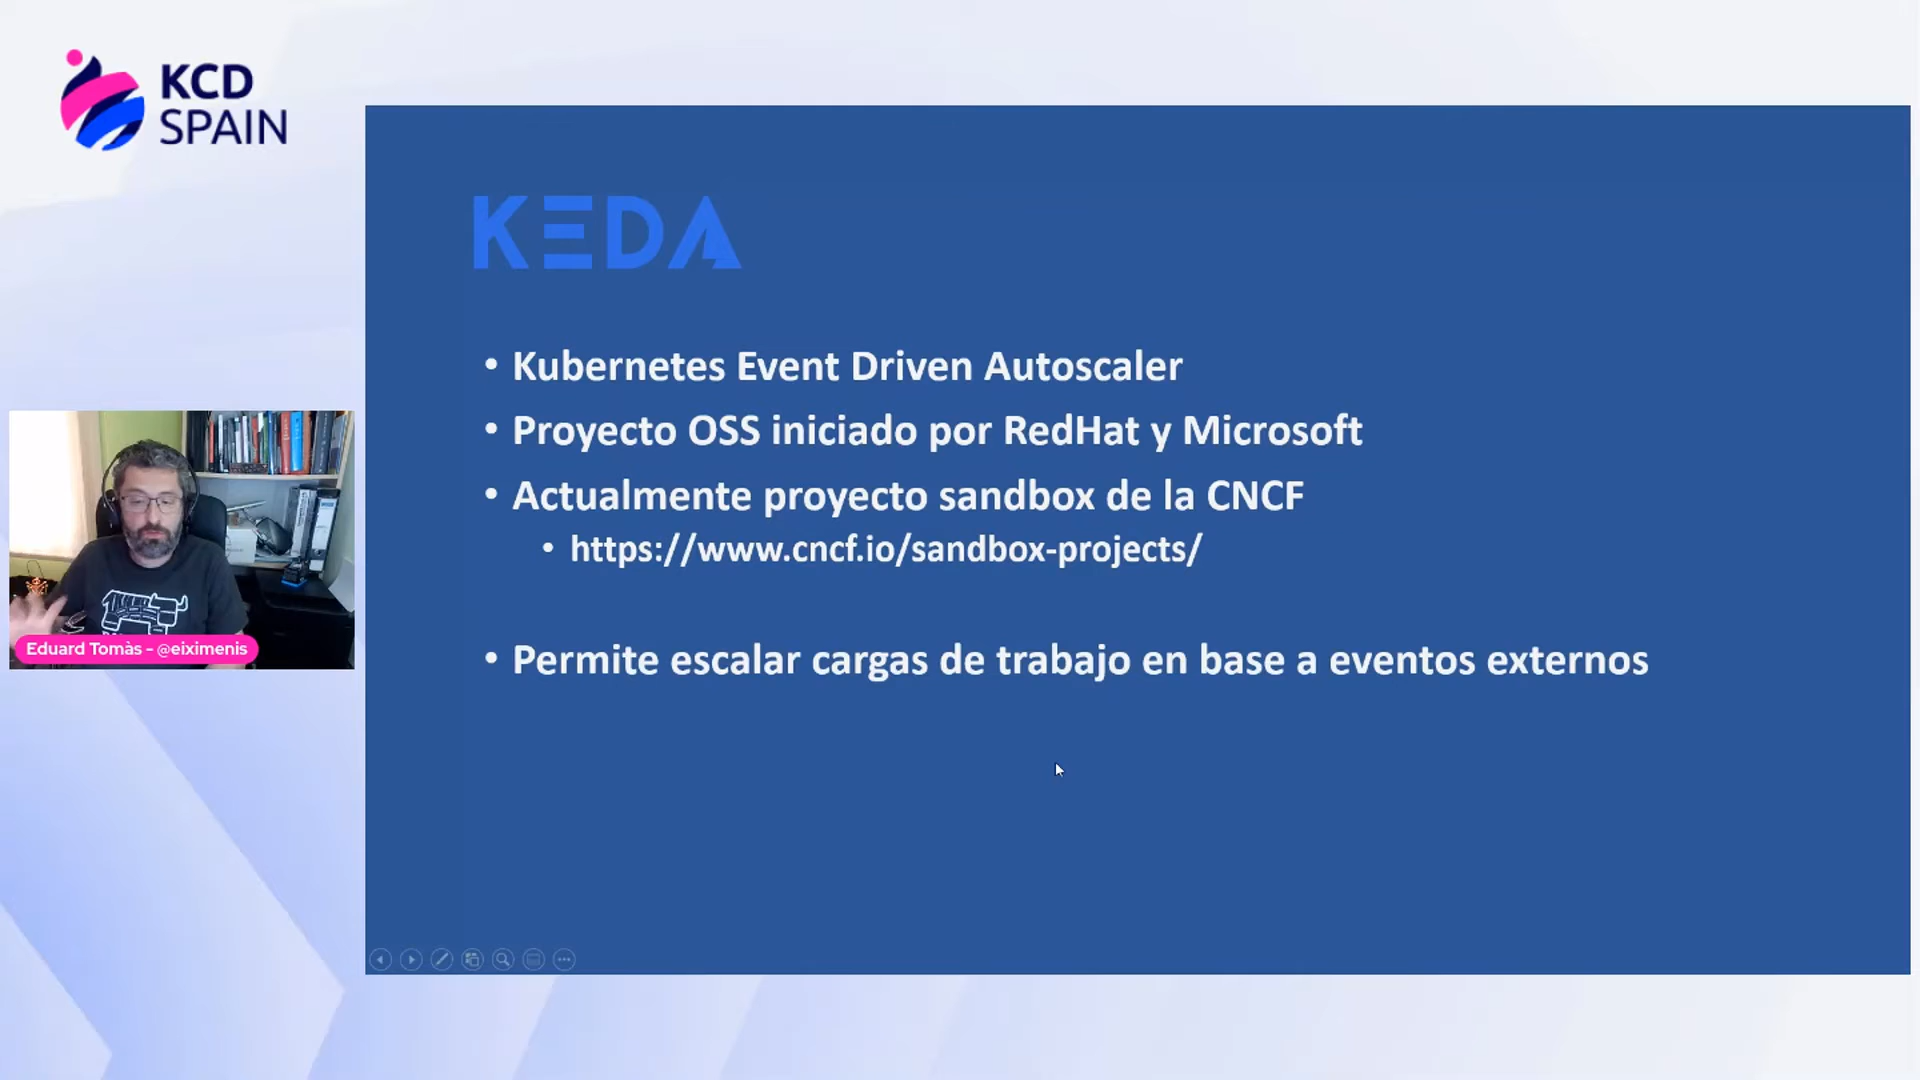 KCD
SPAIN
KEDA
• Kubernetes Event Driven Autoscaler
• Proyecto OSS iniciado por RedHat y Microsoft
• Actualmente proyecto sandbox de la CNCF
• https://www.cncf.io/sandbox-projects/
• Permite escalar cargas de trabajo en base a eventos externos
Eduard Tomàs - @eiximenis